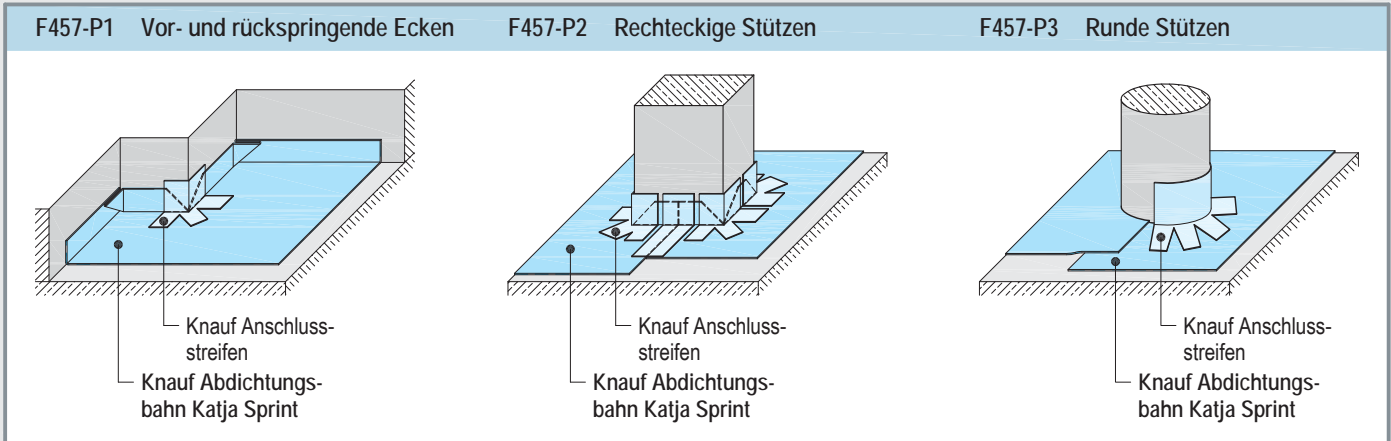 F457-P1 Vor- und rückspringende Ecken
F457-P2 Rechteckige Stützen
F457-P3 Runde Stützen
Knauf Anschluss-
streifen
Knauf Abdichtungs-
bahn Katja Sprint
Knauf Anschluss-
streifen
Knauf Abdichtungs-
bahn Katja Sprint
Knauf Anschluss-
streifen
Knauf Abdichtungs-
bahn Katja Sprint